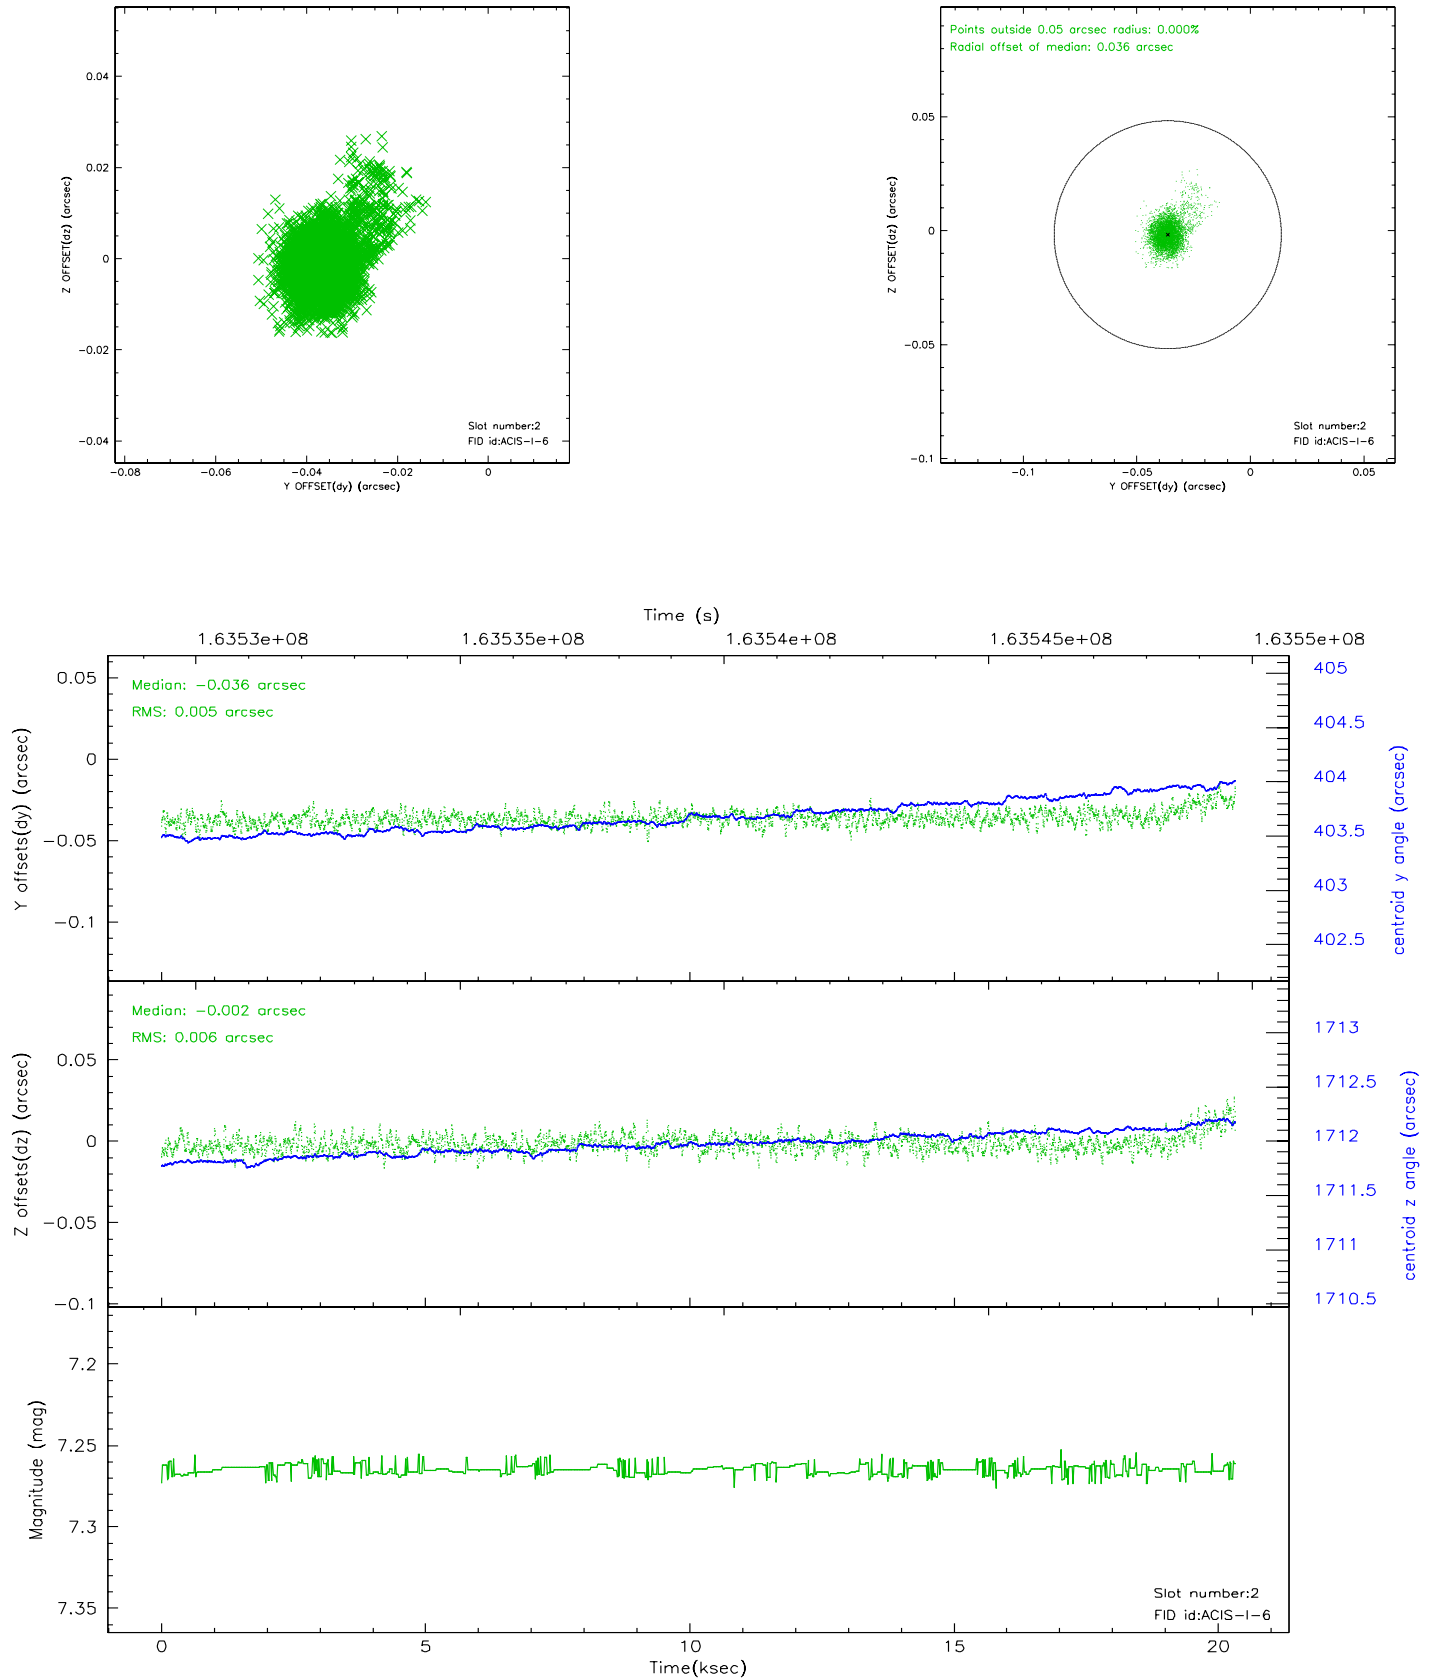 0.04
0.02
0
−0.02
−0.04
Z OFFSET(dz) (arcsec)
Slot number:2
FID id:ACIS−I−6
−0.08
−0.06
−0.04
−0.02
0
Y OFFSET(dy) (arcsec)
Points outside 0.05 arcsec radius: 0.000%
Radial offset of median: 0.036 arcsec
0.05
0
−0.05
−0.1
Z OFFSET(dz) (arcsec)
Slot number:2
FID id:ACIS−I−6
−0.1
−0.05
0
0.05
Y OFFSET(dy) (arcsec)
Time (s)
1.6353e+08
1.63535e+08
1.6354e+08
1.63545e+08
1.6355e+08
Median: −0.036 arcsec
RMS: 0.005 arcsec
0.05
0
−0.05
−0.1
Y offsets(dy) (arcsec)
405
404.5
404
403.5
403
402.5
centroid y angle (arcsec)
Median: −0.002 arcsec
RMS: 0.006 arcsec
0.05
0
−0.05
−0.1
Z offsets(dz) (arcsec)
1713
1712.5
1712
1711.5
1711
1710.5
centroid z angle (arcsec)
7.2
7.25
7.3
7.35
Magnitude (mag)
Slot number:2
FID id:ACIS−I−6
0
5
10
15
20
Time(ksec)